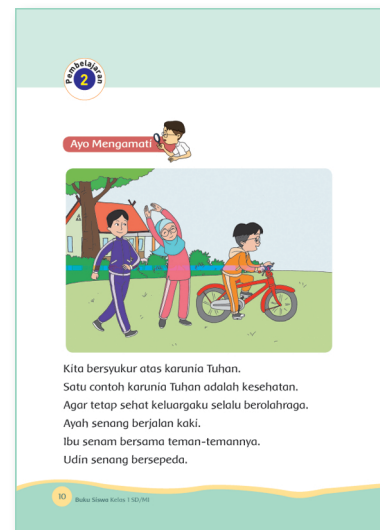 Pembelajaran
2
Ayo Mengamati
Kita bersyukur atas karunia Tuhan.
Satu contoh karunia Tuhan adalah kesehatan.
Agar tetap sehat keluargaku selalu berolahraga.
Ayah senang berjalan kaki.
Ibu senam bersama teman-temannya.
Udin senang bersepeda.
10
Buku Siswa Kelas 1 SD/MI